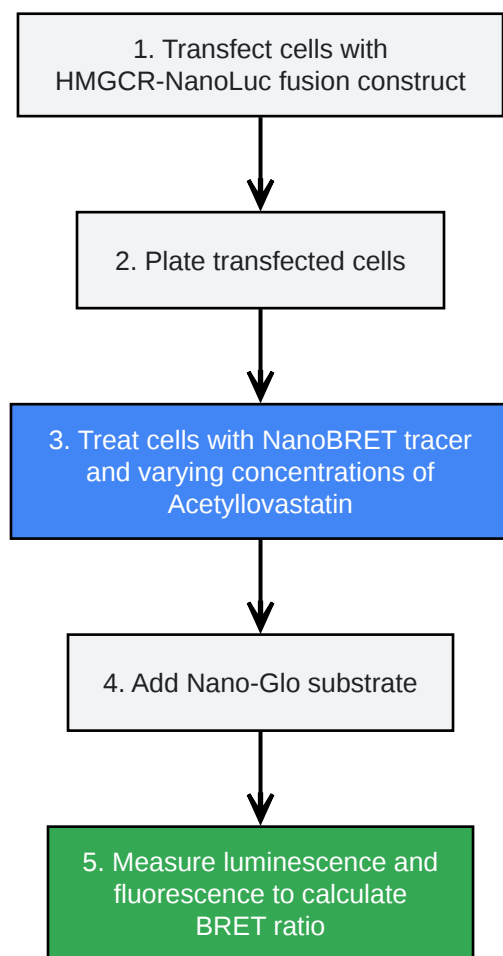 1. Transfect cells with
HMGCR-NanoLuc fusion construct
2. Plate transfected cells
3. Treat cells with NanoBRET tracer
and varying concentrations of
Acetyllovastatin
4. Add Nano-Glo substrate
5. Measure luminescence and
fluorescence to calculate
BRET ratio